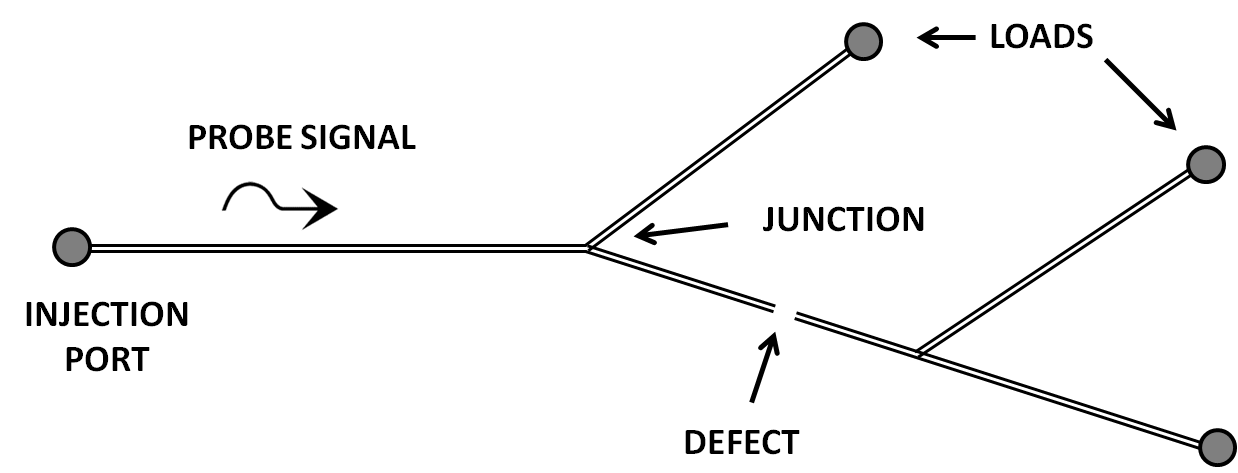 LOADS
PROBE SIGNAL
JUNCTION
INJECTION
PORT
DEFECT